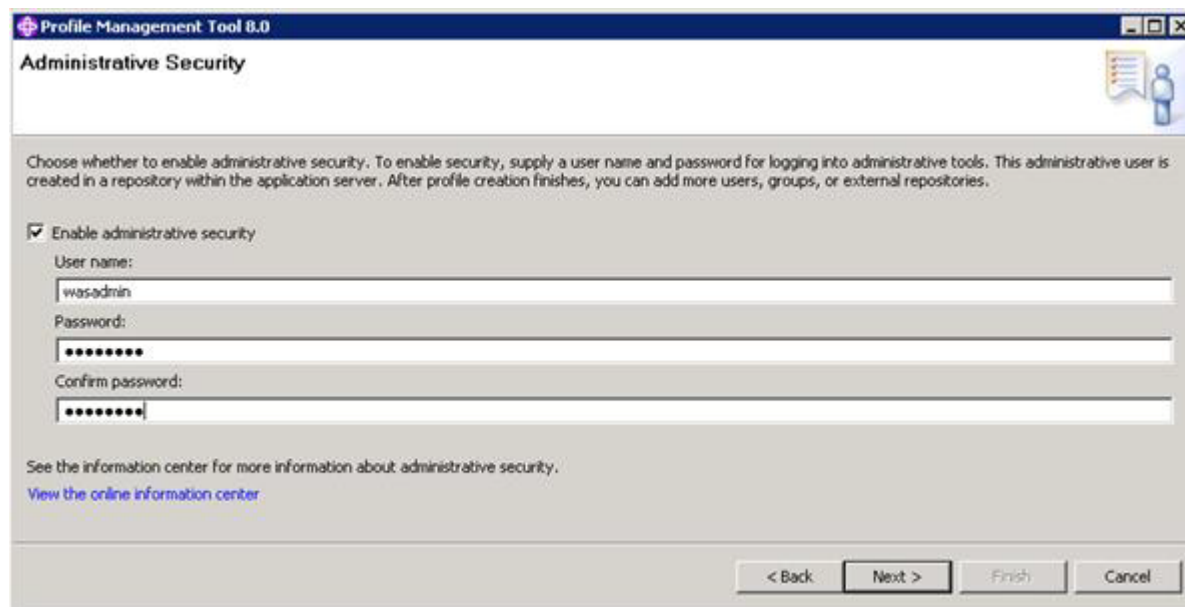 Profile Management Tool 8.0
Administrative Security
Choose whether to enable administrative security. To enable security, supply a user name and password for logging into administrative tools. This administrative user is
created in a repository within the application server. After profile creation finishes, you can add more users, groups, or external repositories.
Enable administrative security
User name:
wasadmin
Password:
••••••••
Confirm password:
••••••••
See the information center for more information about administrative security.
View the online information center
< Back Next > Finish Cancel